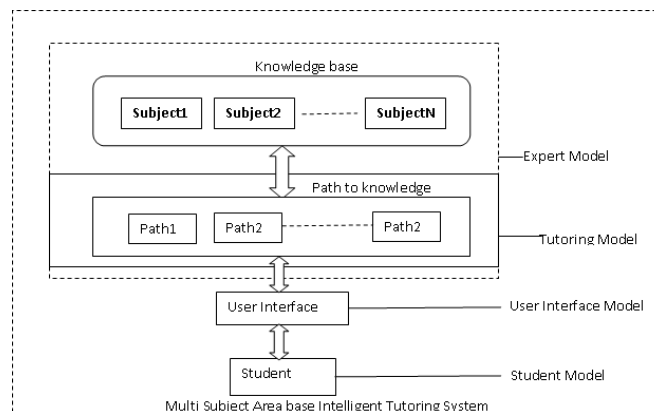 Knowledge base
Subject1 Subject2 SubjectN
Expert Model
Path to knowledge
Path1 Path2 Path2
Tutoring Model
User Interface
User Interface Model
Student
Student Model
Multi Subject Area base Intelligent Tutoring System